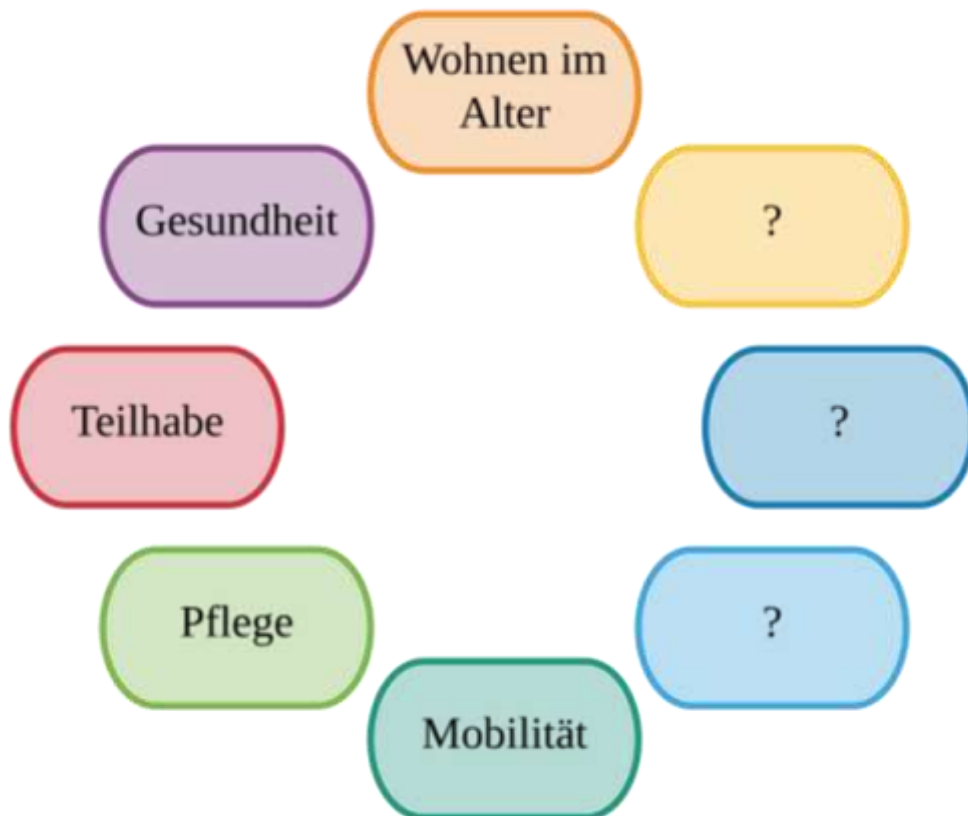 Wohnen im
Alter
Gesundheit
?
Teilhabe
?
Pflege
?
Mobilität